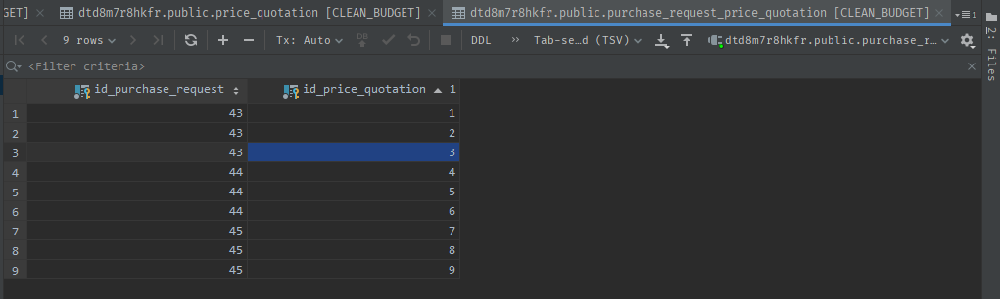 GET] dtd8m7r8hkfr.public.price_quotation [CLEAN_BUDGET] dtd8m7r8hkfr.public.purchase_request_price_quotation [CLEAN_BUDGET] 1
9 rows Tx: Auto DB DDL » Tab-se…d (TSV) dtd8m7r8hkfr.public.purchase_r…
2: Files
<Filter criteria>
id_purchase_request id_price_quotation 1
1 43 1
2 43 2
3 43 3
4 44 4
5 44 5
6 44 6
7 45 7
8 45 8
9 45 9